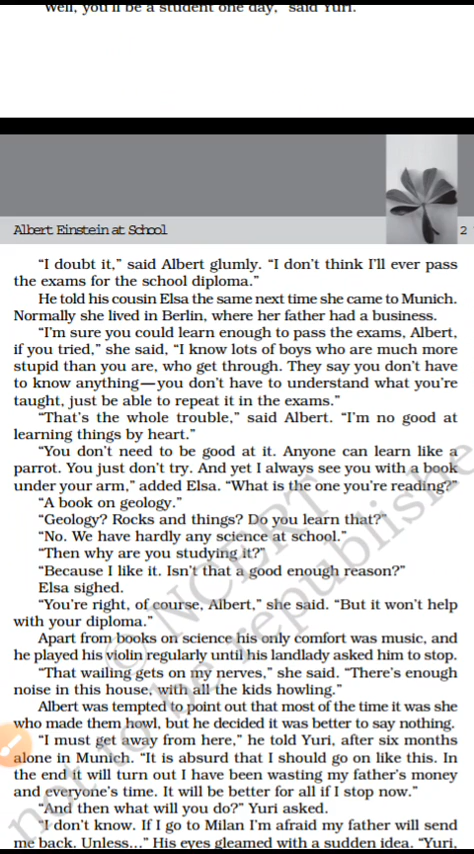 Well, you'll be a student one day," said Yuri.
Albert Einstein at School
2
"I doubt it," said Albert glumly. "I don't think I'll ever pass
the exams for the school diploma."
He told his cousin Elsa the same next time she came to Munich.
Normally she lived in Berlin, where her father had a business.
"I'm sure you could learn enough to pass the exams, Albert,
if you tried," she said, "I know lots of boys who are much more
stupid than you are, who get through. They say you don't have
to know anything—you don't have to understand what you're
taught, just be able to repeat it in the exams."
"That's the whole trouble," said Albert. "I'm no good at
learning things by heart."
"You don't need to be good at it. Anyone can learn like a
parrot. You just don't try. And yet I always see you with a book
under your arm," added Elsa. "What is the one you're reading?"
"A book on geology."
"Geology? Rocks and things? Do you learn that?"
"No. We have hardly any science at school."
"Then why are you studying it?"
"Because I like it. Isn't that a good enough reason?"
Elsa sighed.
"You're right, of course, Albert," she said. "But it won't help
with your diploma."
Apart from books on science his only comfort was music, and
he played his violin regularly until his landlady asked him to stop.
"That wailing gets on my nerves," she said. "There's enough
noise in this house, with all the kids howling."
Albert was tempted to point out that most of the time it was she
who made them howl, but he decided it was better to say nothing.
"I must get away from here," he told Yuri, after six months
alone in Munich. "It is absurd that I should go on like this. In
the end it will turn out I have been wasting my father's money
and everyone's time. It will be better for all if I stop now."
"And then what will you do?" Yuri asked.
"I don't know. If I go to Milan I'm afraid my father will send
me back. Unless..." His eyes gleamed with a sudden idea. "Yuri,
© NCERT
not to be republishe